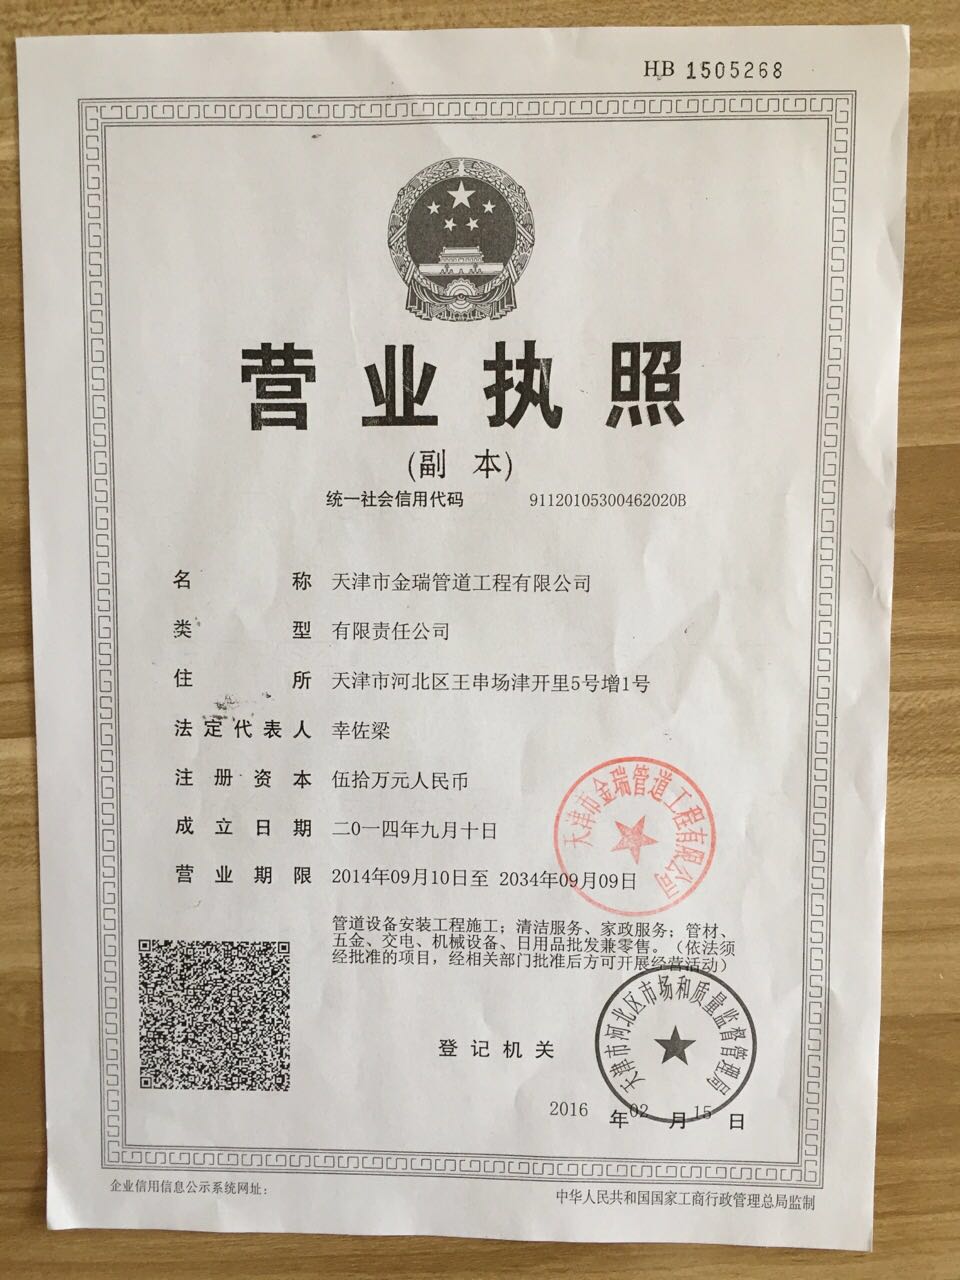 HB 1505268
营业执照
(副 本)
统一社会信用代码 91120105300462020B
名 称 天津市金瑞管道工程有限公司
类 型 有限责任公司
住 所 天津市河北区王串场津开里5号增1号
法定代表人 幸佐梁
注册资本 伍拾万元人民币
成立日期 二0一四年九月十日
营业期限 2014年09月10日至 2034年09月09日
管道设备安装工程施工；清洁服务、家政服务；管材、
五金、交电、机械设备、日用品批发兼零售。（依法须
经批准的项目，经相关部门批准后方可开展经营活动）
天津市金瑞管道工程有限公司
登记机关
天津市河北区市场和质量监督管理局
2016 年 02 月 15 日
企业信用信息公示系统网址：
中华人民共和国国家工商行政管理总局监制